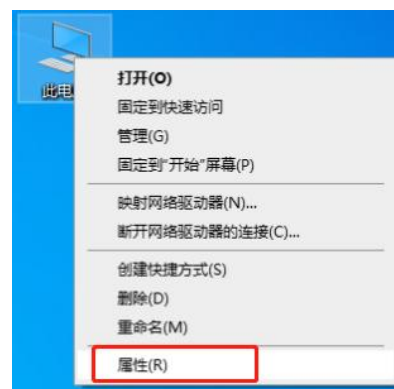 此电
打开(O)
固定到快速访问
管理(G)
固定到"开始"屏幕(P)
映射网络驱动器(N)...
断开网络驱动器的连接(C)...
创建快捷方式(S)
删除(D)
重命名(M)
属性(R)